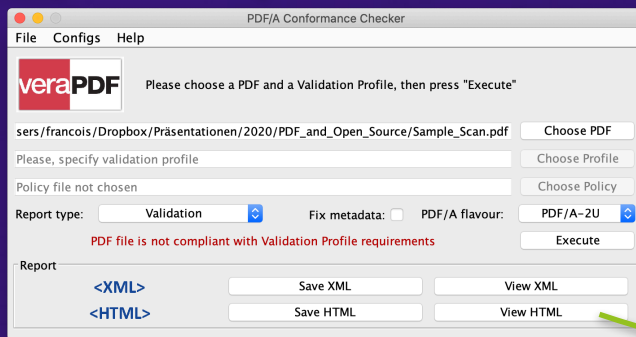 PDF/A Conformance Checker
File Configs Help
veraPDF
Please choose a PDF and a Validation Profile, then press "Execute"
sers/francois/Dropbox/Präsentationen/2020/PDF_and_Open_Source/Sample_Scan.pdf Choose PDF
Please, specify validation profile Choose Profile
Policy file not chosen Choose Policy
Report type: Validation Fix metadata: PDF/A flavour: PDF/A-2U
PDF file is not compliant with Validation Profile requirements Execute
Report
<XML> Save XML View XML
<HTML> Save HTML View HTML